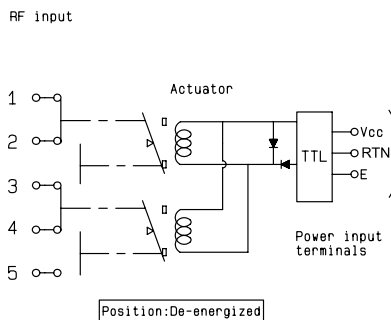 RF input
Actuator
1
2
3
4
5
TTL
Vcc
RTN
E
Power input
terminals
Position:De-energized